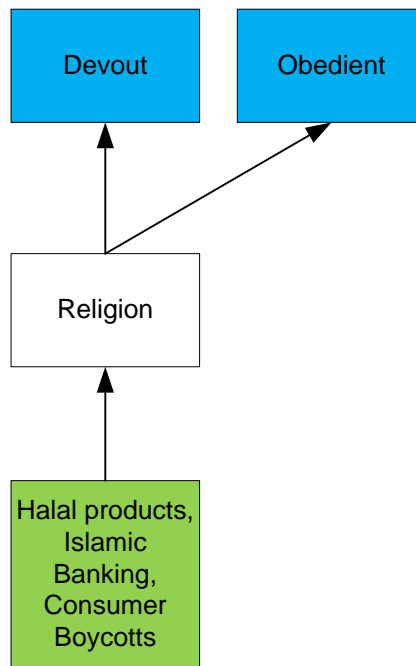 Devout
Obedient
Religion
Halal products,
Islamic
Banking,
Consumer
Boycotts